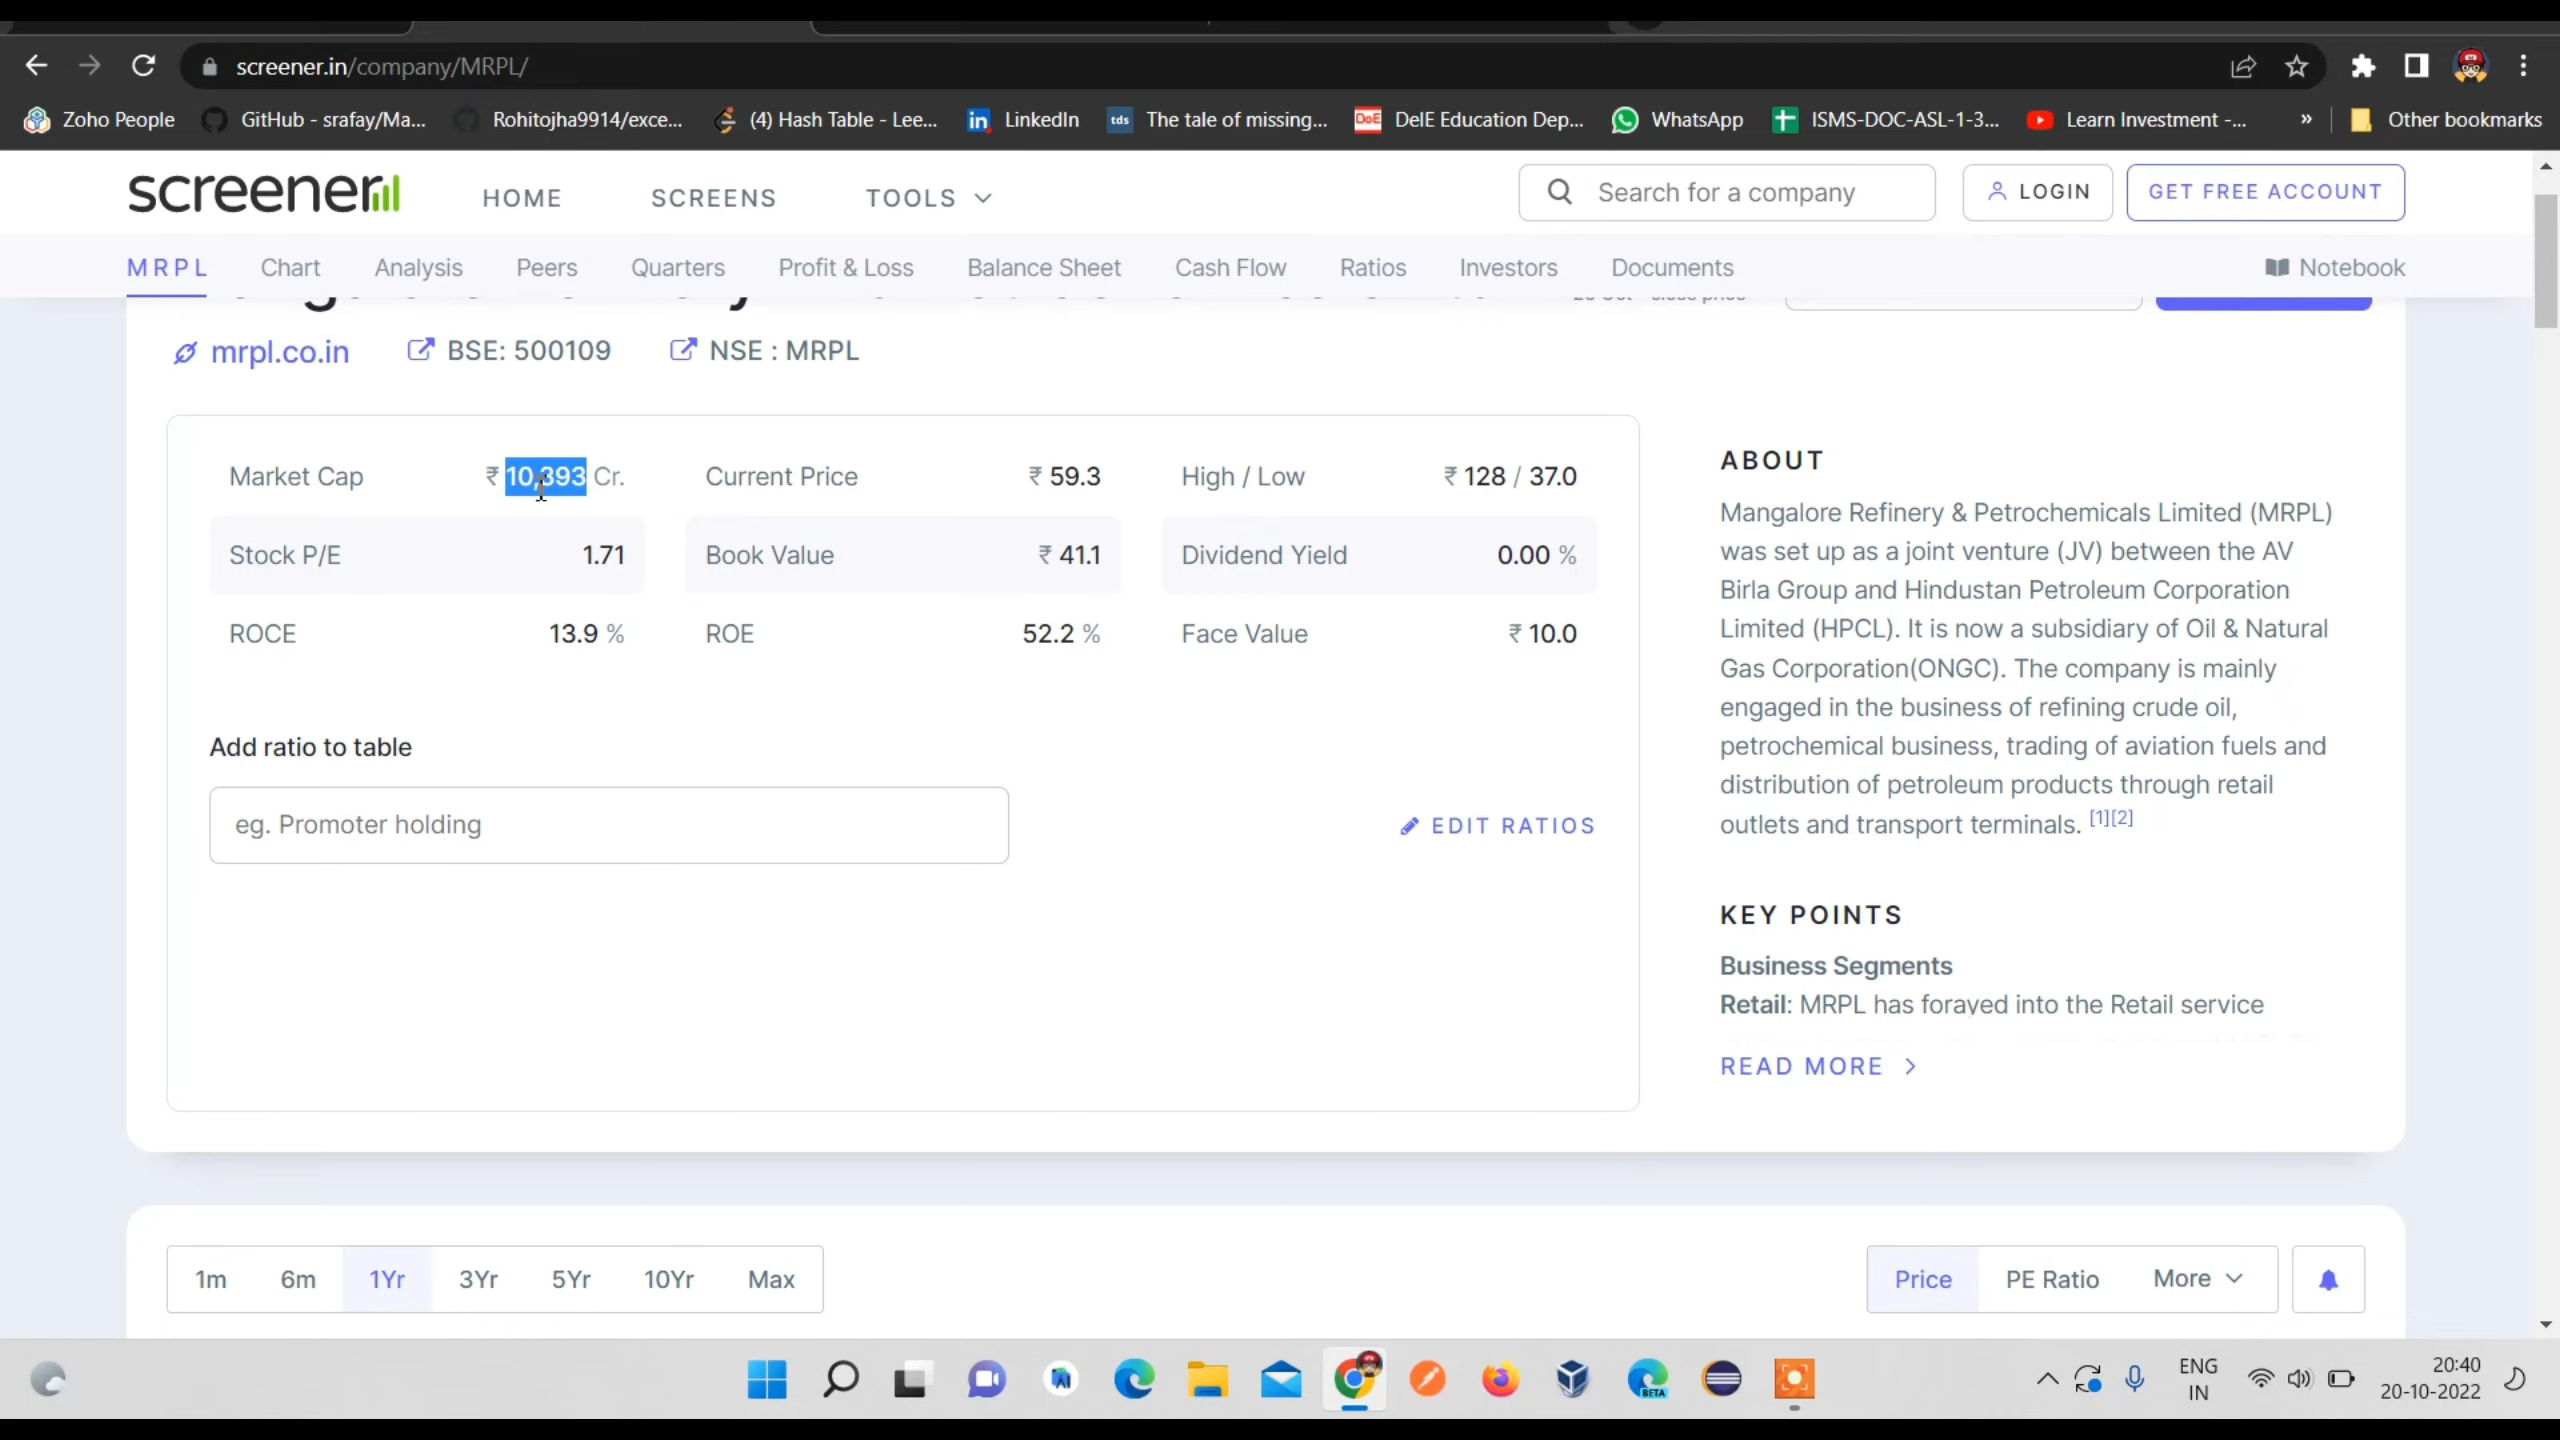 screener.in/company/MRPL/
Zoho People GitHub - srafay/Ma... Rohitojha9914/exce... (4) Hash Table - Lee... in LinkedIn tds The tale of missing... DoE DelE Education Dep... WhatsApp ISMS-DOC-ASL-1-3... Learn Investment -... » Other bookmarks
screener HOME SCREENS TOOLS Search for a company LOGIN GET FREE ACCOUNT
MRPL Chart Analysis Peers Quarters Profit & Loss Balance Sheet Cash Flow Ratios Investors Documents Notebook
mrpl.co.in BSE: 500109 NSE : MRPL
Market Cap ₹ 10,393 Cr. Current Price ₹ 59.3 High / Low ₹ 128 / 37.0
Stock P/E 1.71 Book Value ₹ 41.1 Dividend Yield 0.00 %
ROCE 13.9 % ROE 52.2 % Face Value ₹ 10.0
Add ratio to table
eg. Promoter holding
EDIT RATIOS
ABOUT
Mangalore Refinery & Petrochemicals Limited (MRPL)
was set up as a joint venture (JV) between the AV
Birla Group and Hindustan Petroleum Corporation
Limited (HPCL). It is now a subsidiary of Oil & Natural
Gas Corporation(ONGC). The company is mainly
engaged in the business of refining crude oil,
petrochemical business, trading of aviation fuels and
distribution of petroleum products through retail
outlets and transport terminals. [1][2]
KEY POINTS
Business Segments
Retail: MRPL has forayed into the Retail service
READ MORE
1m 6m 1Yr 3Yr 5Yr 10Yr Max
Price PE Ratio More
BETA
ENG
IN
20:40
20-10-2022